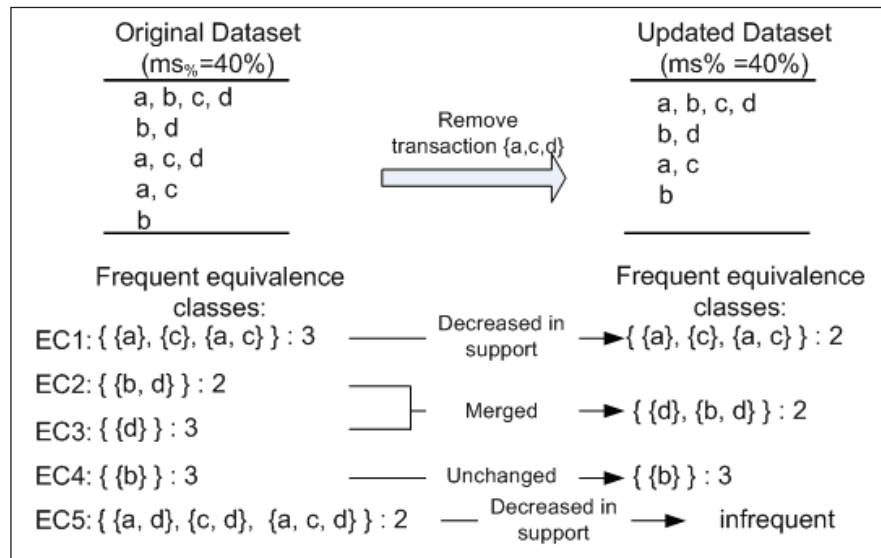 Original Dataset
(ms%=40%)
a, b, c, d
b, d
a, c, d
a, c
b
Remove
transaction {a,c,d}
Updated Dataset
(ms% =40%)
a, b, c, d
b, d
a, c
b
Frequent equivalence
classes:
Frequent equivalence
classes:
EC1: { {a}, {c}, {a, c} } : 3
Decreased in
support
{ {a}, {c}, {a, c} } : 2
EC2: { {b, d} } : 2
EC3: { {d} } : 3
Merged
{ {d}, {b, d} } : 2
EC4: { {b} } : 3
Unchanged
{ {b} } : 3
EC5: { {a, d}, {c, d}, {a, c, d} } : 2
Decreased in
support
infrequent